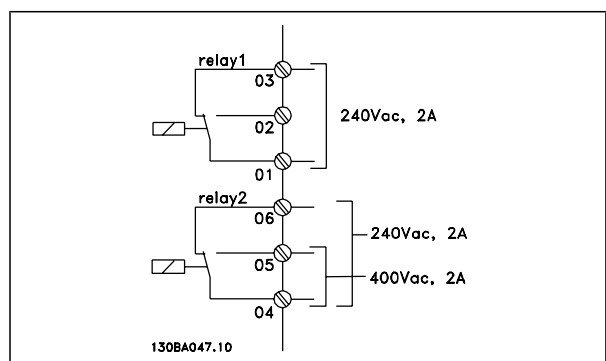 relay1
03
02
240Vac, 2A
01
relay2
06
240Vac, 2A
05
400Vac, 2A
04
130BA047.10